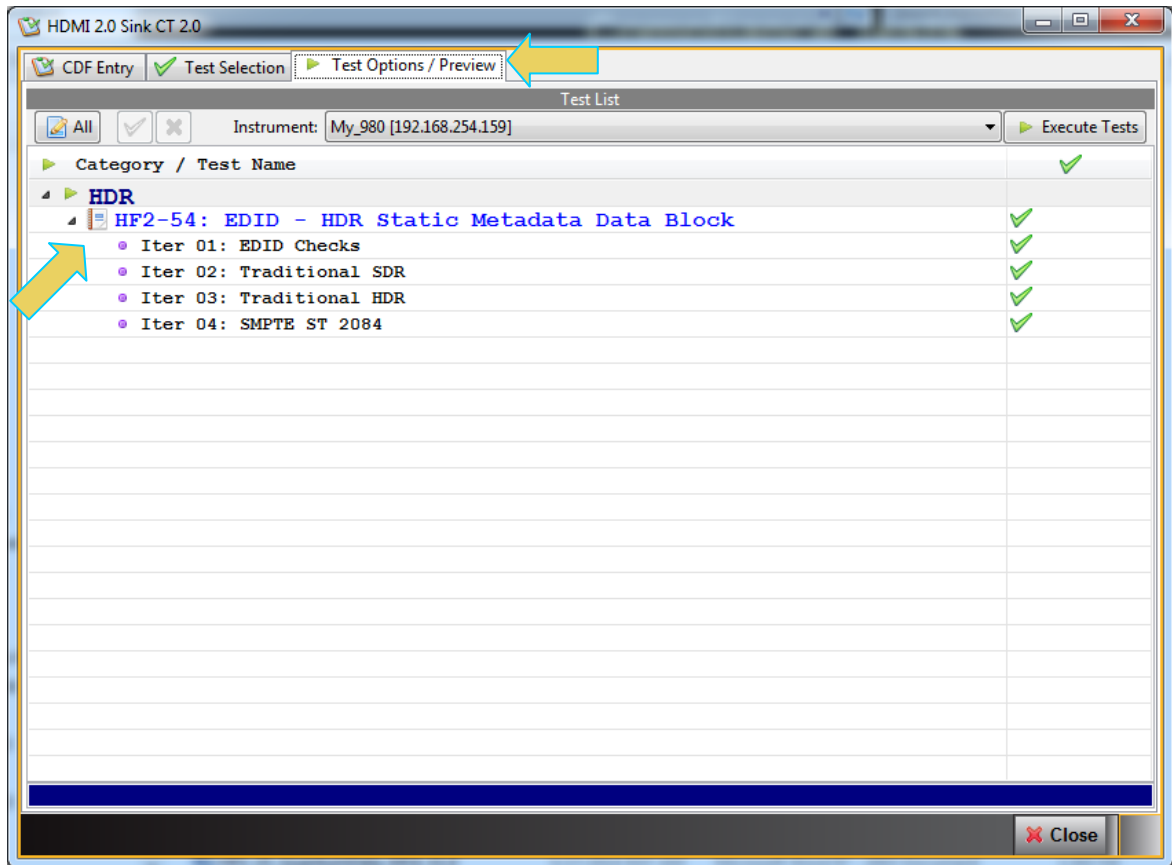 HDMI 2.0 Sink CT 2.0
CDF Entry Test Selection Test Options / Preview
Test List
All Instrument: My_980 [192.168.254.159] Execute Tests
Category / Test Name
HDR
HF2-54: EDID - HDR Static Metadata Data Block
Iter 01: EDID Checks
Iter 02: Traditional SDR
Iter 03: Traditional HDR
Iter 04: SMPTE ST 2084
Close